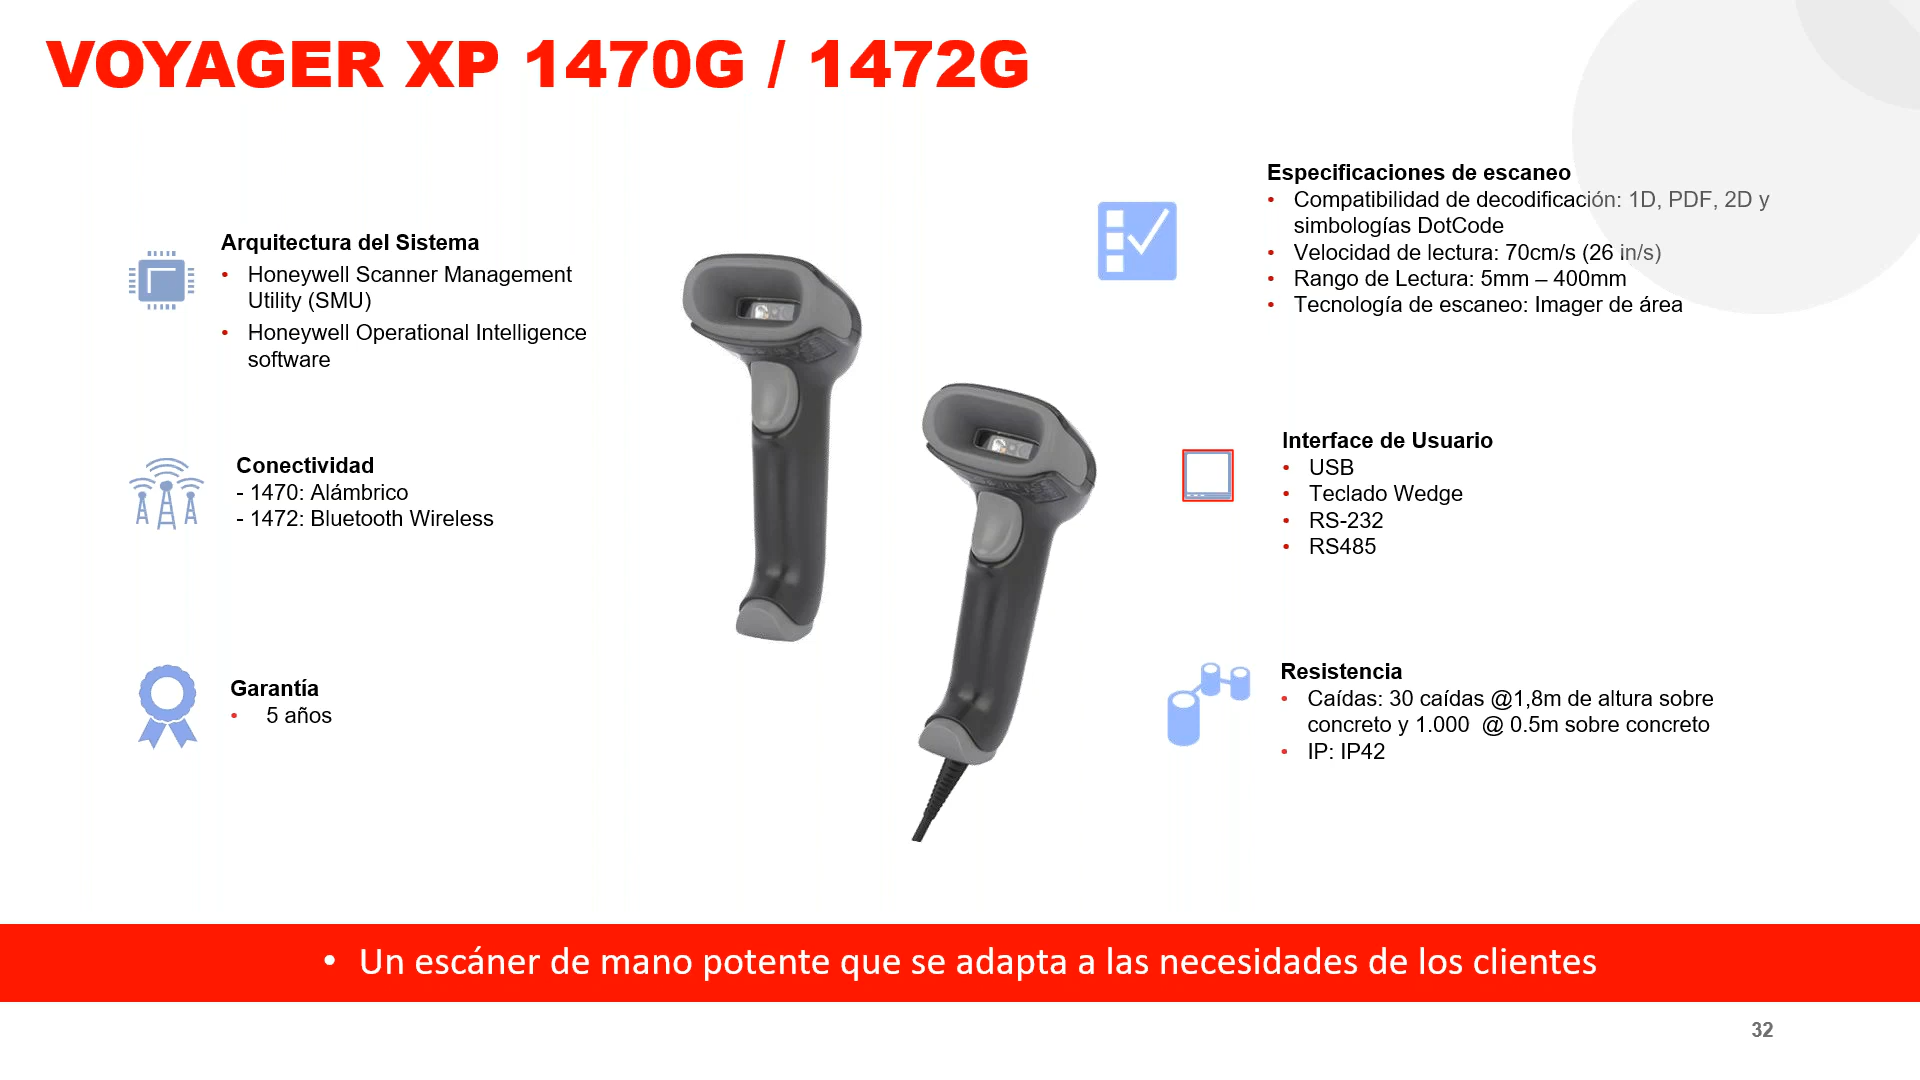 VOYAGER XP 1470G / 1472G
Arquitectura del Sistema
• Honeywell Scanner Management
Utility (SMU)
• Honeywell Operational Intelligence
software
Conectividad
- 1470: Alámbrico
- 1472: Bluetooth Wireless
Garantía
• 5 años
Especificaciones de escaneo
• Compatibilidad de decodificación: 1D, PDF, 2D y
simbologías DotCode
• Velocidad de lectura: 70cm/s (26 in/s)
• Rango de Lectura: 5mm – 400mm
• Tecnología de escaneo: Imager de área
Interface de Usuario
• USB
• Teclado Wedge
• RS-232
• RS485
Resistencia
• Caídas: 30 caídas @1,8m de altura sobre
concreto y 1.000 @ 0.5m sobre concreto
• IP: IP42
• Un escáner de mano potente que se adapta a las necesidades de los clientes
32